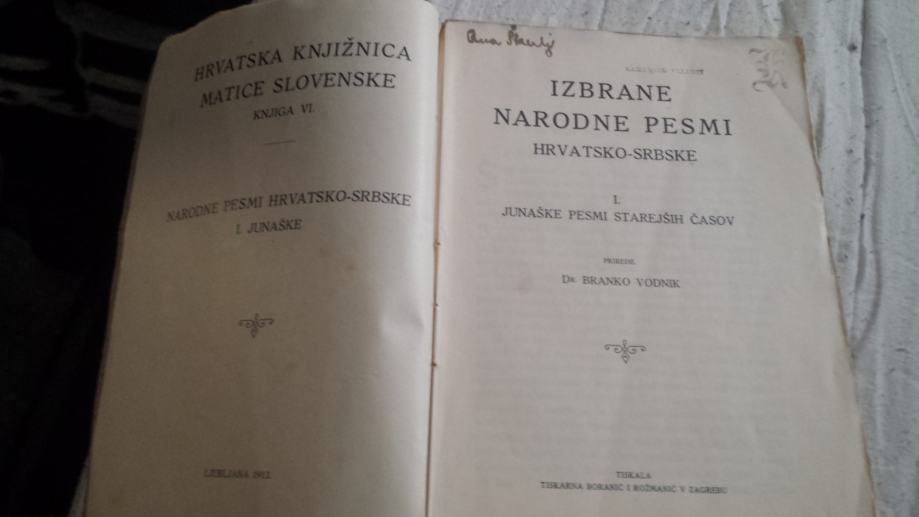 HRVATSKA KNJIŽNICA
MATICE SLOVENSKE
KNJIGA VI.
NARODNE PESMI HRVATSKO-SRBSKE
I. JUNAŠKE
LJUBLJANA 1912.
Ana
IZBRANE
NARODNE PESMI
HRVATSKO-SRBSKE
I.
JUNAŠKE PESMI STAREJŠIH ČASOV
PRIREDIL
DR. BRANKO VODNIK
TISKALA
TISKARNA BORANIĆ I ROŽMANIĆ V ZAGREBU